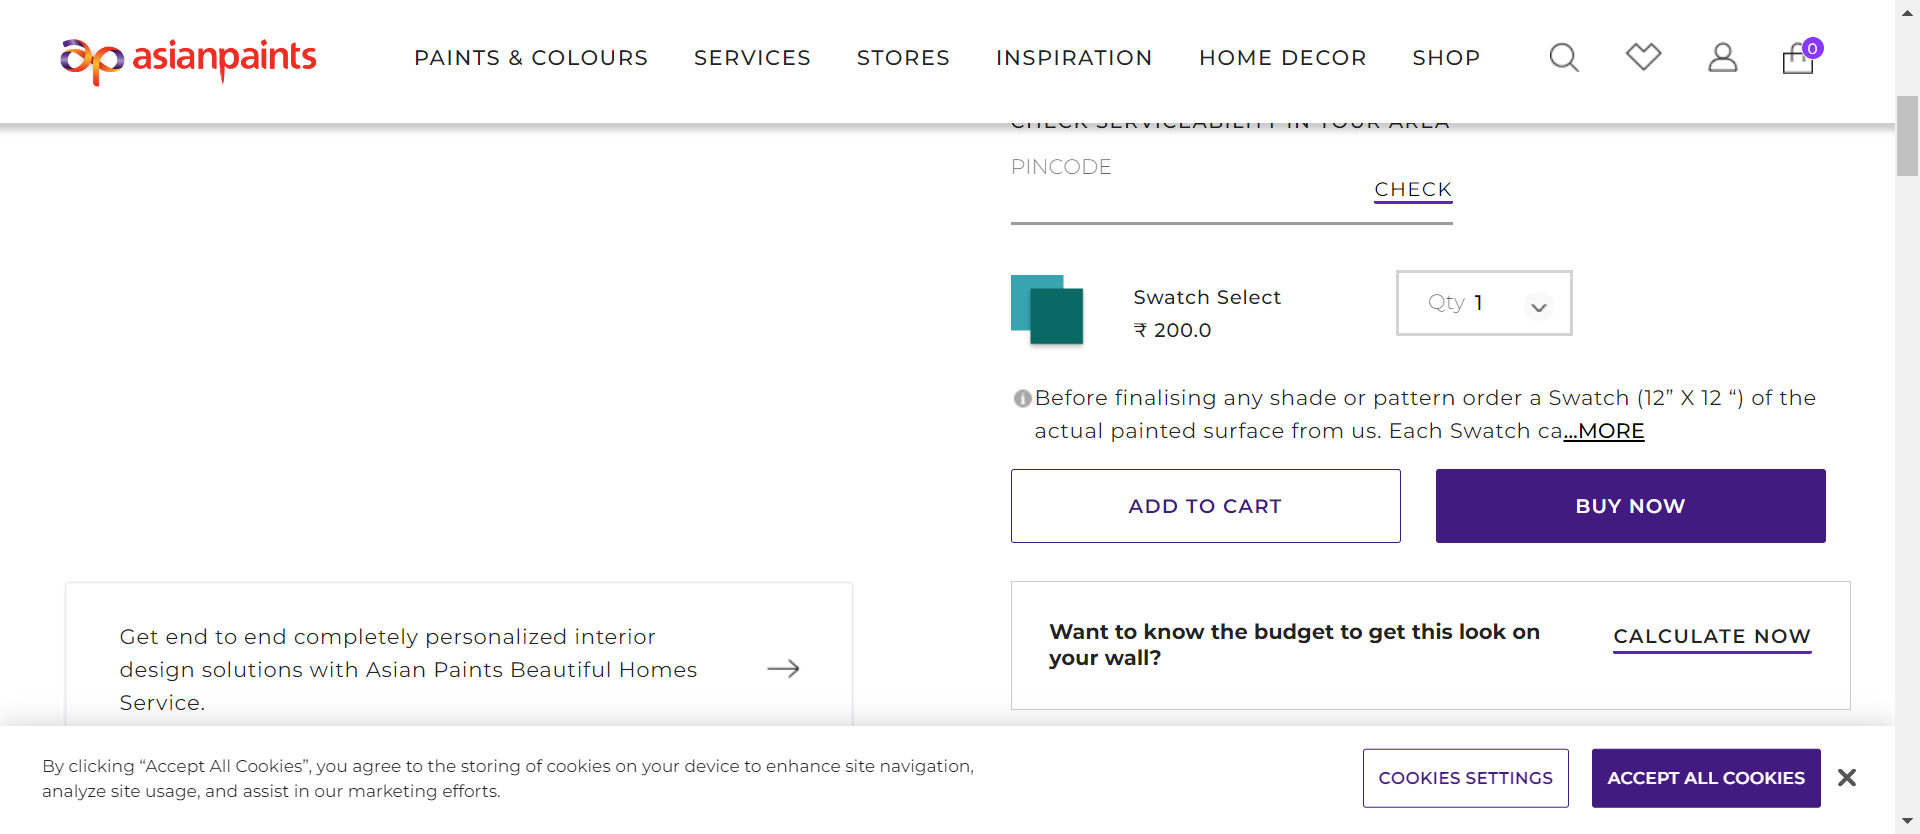 asianpaints
PAINTS & COLOURS
SERVICES
STORES
INSPIRATION
HOME DECOR
SHOP
0
CHECK SERVICEABILITY IN YOUR AREA
PINCODE
CHECK
Swatch Select
₹ 200.0
Qty 1
Before finalising any shade or pattern order a Swatch (12” X 12 “) of the
actual painted surface from us. Each Swatch ca...MORE
ADD TO CART
BUY NOW
Want to know the budget to get this look on
your wall?
CALCULATE NOW
Get end to end completely personalized interior
design solutions with Asian Paints Beautiful Homes
Service.
By clicking “Accept All Cookies”, you agree to the storing of cookies on your device to enhance site navigation,
analyze site usage, and assist in our marketing efforts.
COOKIES SETTINGS
ACCEPT ALL COOKIES